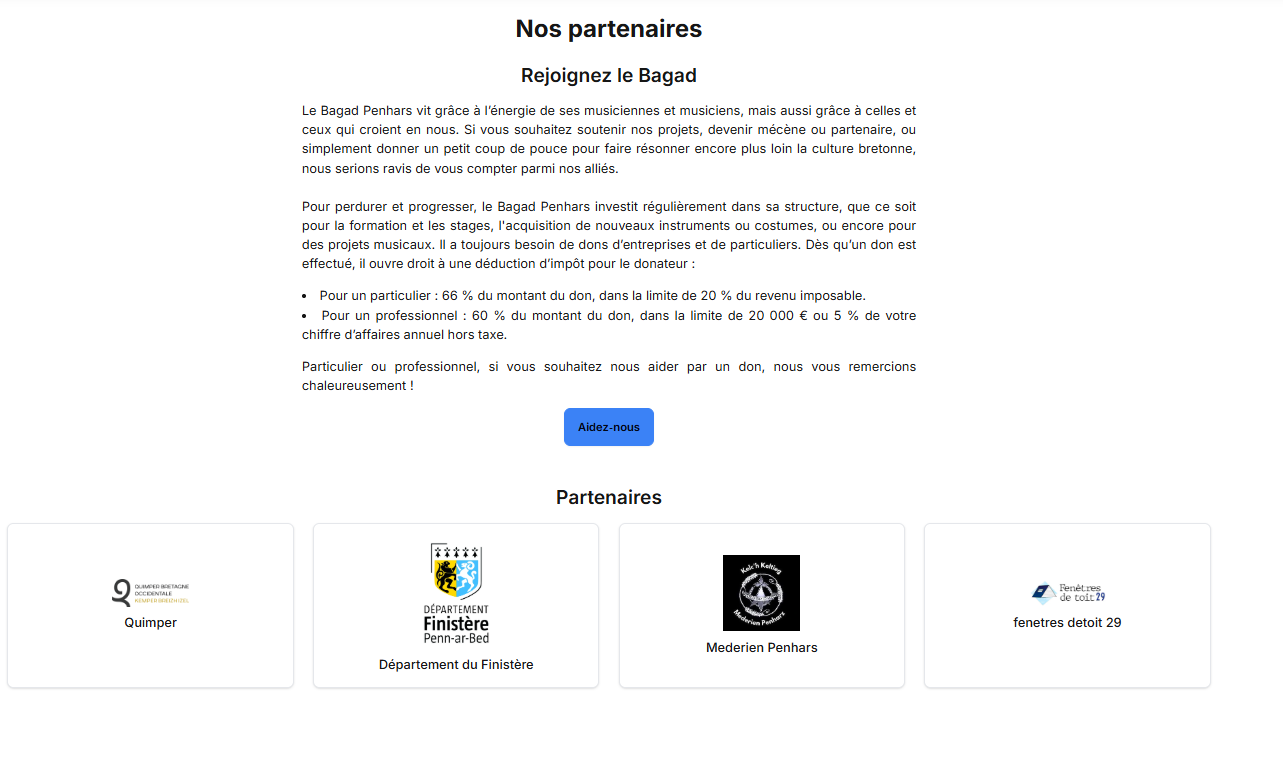 Nos partenaires
Rejoignez le Bagad
Le Bagad Penhars vit grâce à l’énergie de ses musiciennes et musiciens, mais aussi grâce à celles et
ceux qui croient en nous. Si vous souhaitez soutenir nos projets, devenir mécène ou partenaire, ou
simplement donner un petit coup de pouce pour faire résonner encore plus loin la culture bretonne,
nous serions ravis de vous compter parmi nos alliés.
Pour perdurer et progresser, le Bagad Penhars investit régulièrement dans sa structure, que ce soit
pour la formation et les stages, l'acquisition de nouveaux instruments ou costumes, ou encore pour
des projets musicaux. Il a toujours besoin de dons d’entreprises et de particuliers. Dès qu’un don est
effectué, il ouvre droit à une déduction d’impôt pour le donateur :
• Pour un particulier : 66 % du montant du don, dans la limite de 20 % du revenu imposable.
• Pour un professionnel : 60 % du montant du don, dans la limite de 20 000 € ou 5 % de votre
chiffre d’affaires annuel hors taxe.
Particulier ou professionnel, si vous souhaitez nous aider par un don, nous vous remercions
chaleureusement !
Aidez-nous
Partenaires
QUIMPER BRETAGNE
OCCIDENTALE
KEMPER BREIZH IZEL
Quimper
DÉPARTEMENT
Finistère
Penn-ar-Bed
Département du Finistère
Kelc'h Keltieg
Mederien Penhars
Mederien Penhars
Fenêtres
de toit 29
fenetres detoit 29